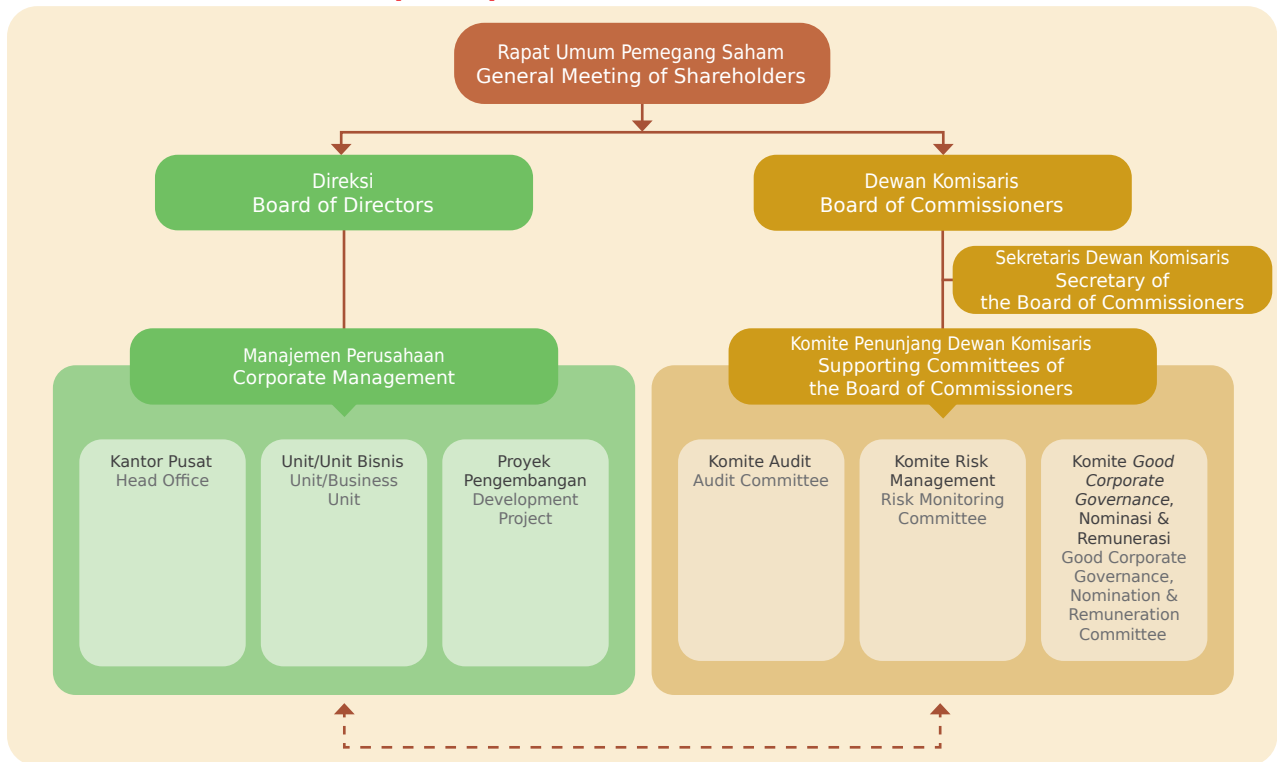 Rapat Umum Pemegang Saham
General Meeting of Shareholders
Direksi
Board of Directors
Dewan Komisaris
Board of Commissioners
Sekretaris Dewan Komisaris
Secretary of
the Board of Commissioners
Manajemen Perusahaan
Corporate Management
Komite Penunjang Dewan Komisaris
Supporting Committees of
the Board of Commissioners
Kantor Pusat
Head Office
Unit/Unit Bisnis
Unit/Business
Unit
Proyek
Pengembangan
Development
Project
Komite Audit
Audit Committee
Komite Risk
Management
Risk Monitoring
Committee
Komite Good
Corporate
Governance,
Nominasi &
Remunerasi
Good Corporate
Governance,
Nomination &
Remuneration
Committee